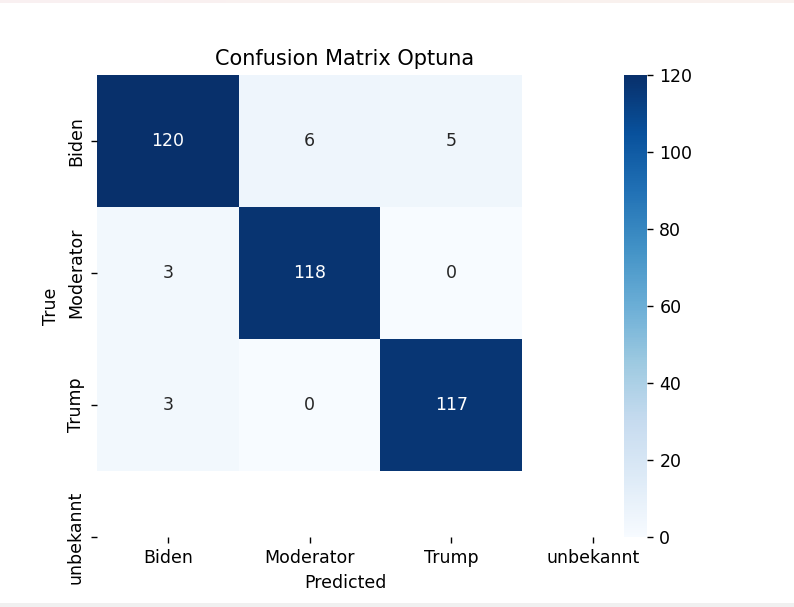 Confusion Matrix Optuna
True
Biden
120 6 5
Moderator
3 118 0
Trump
3 0 117
unbekannt
Biden Moderator Trump unbekannt
Predicted
120
100
80
60
40
20
0